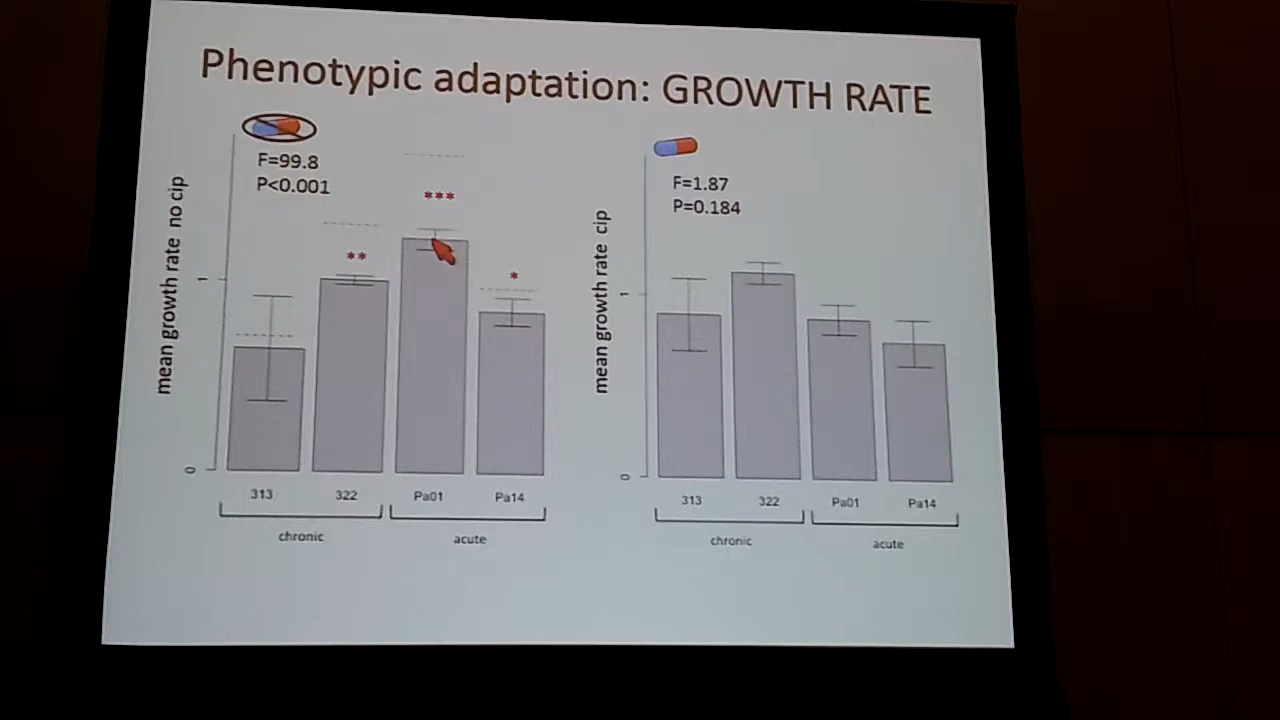 Phenotypic adaptation: GROWTH RATE
F=99.8
P<0.001
mean growth rate no cip
1
0
***
**
*
313
322
Pa01
Pa14
chronic
acute
F=1.87
P=0.184
mean growth rate cip
1
0
313
322
Pa01
Pa14
chronic
acute